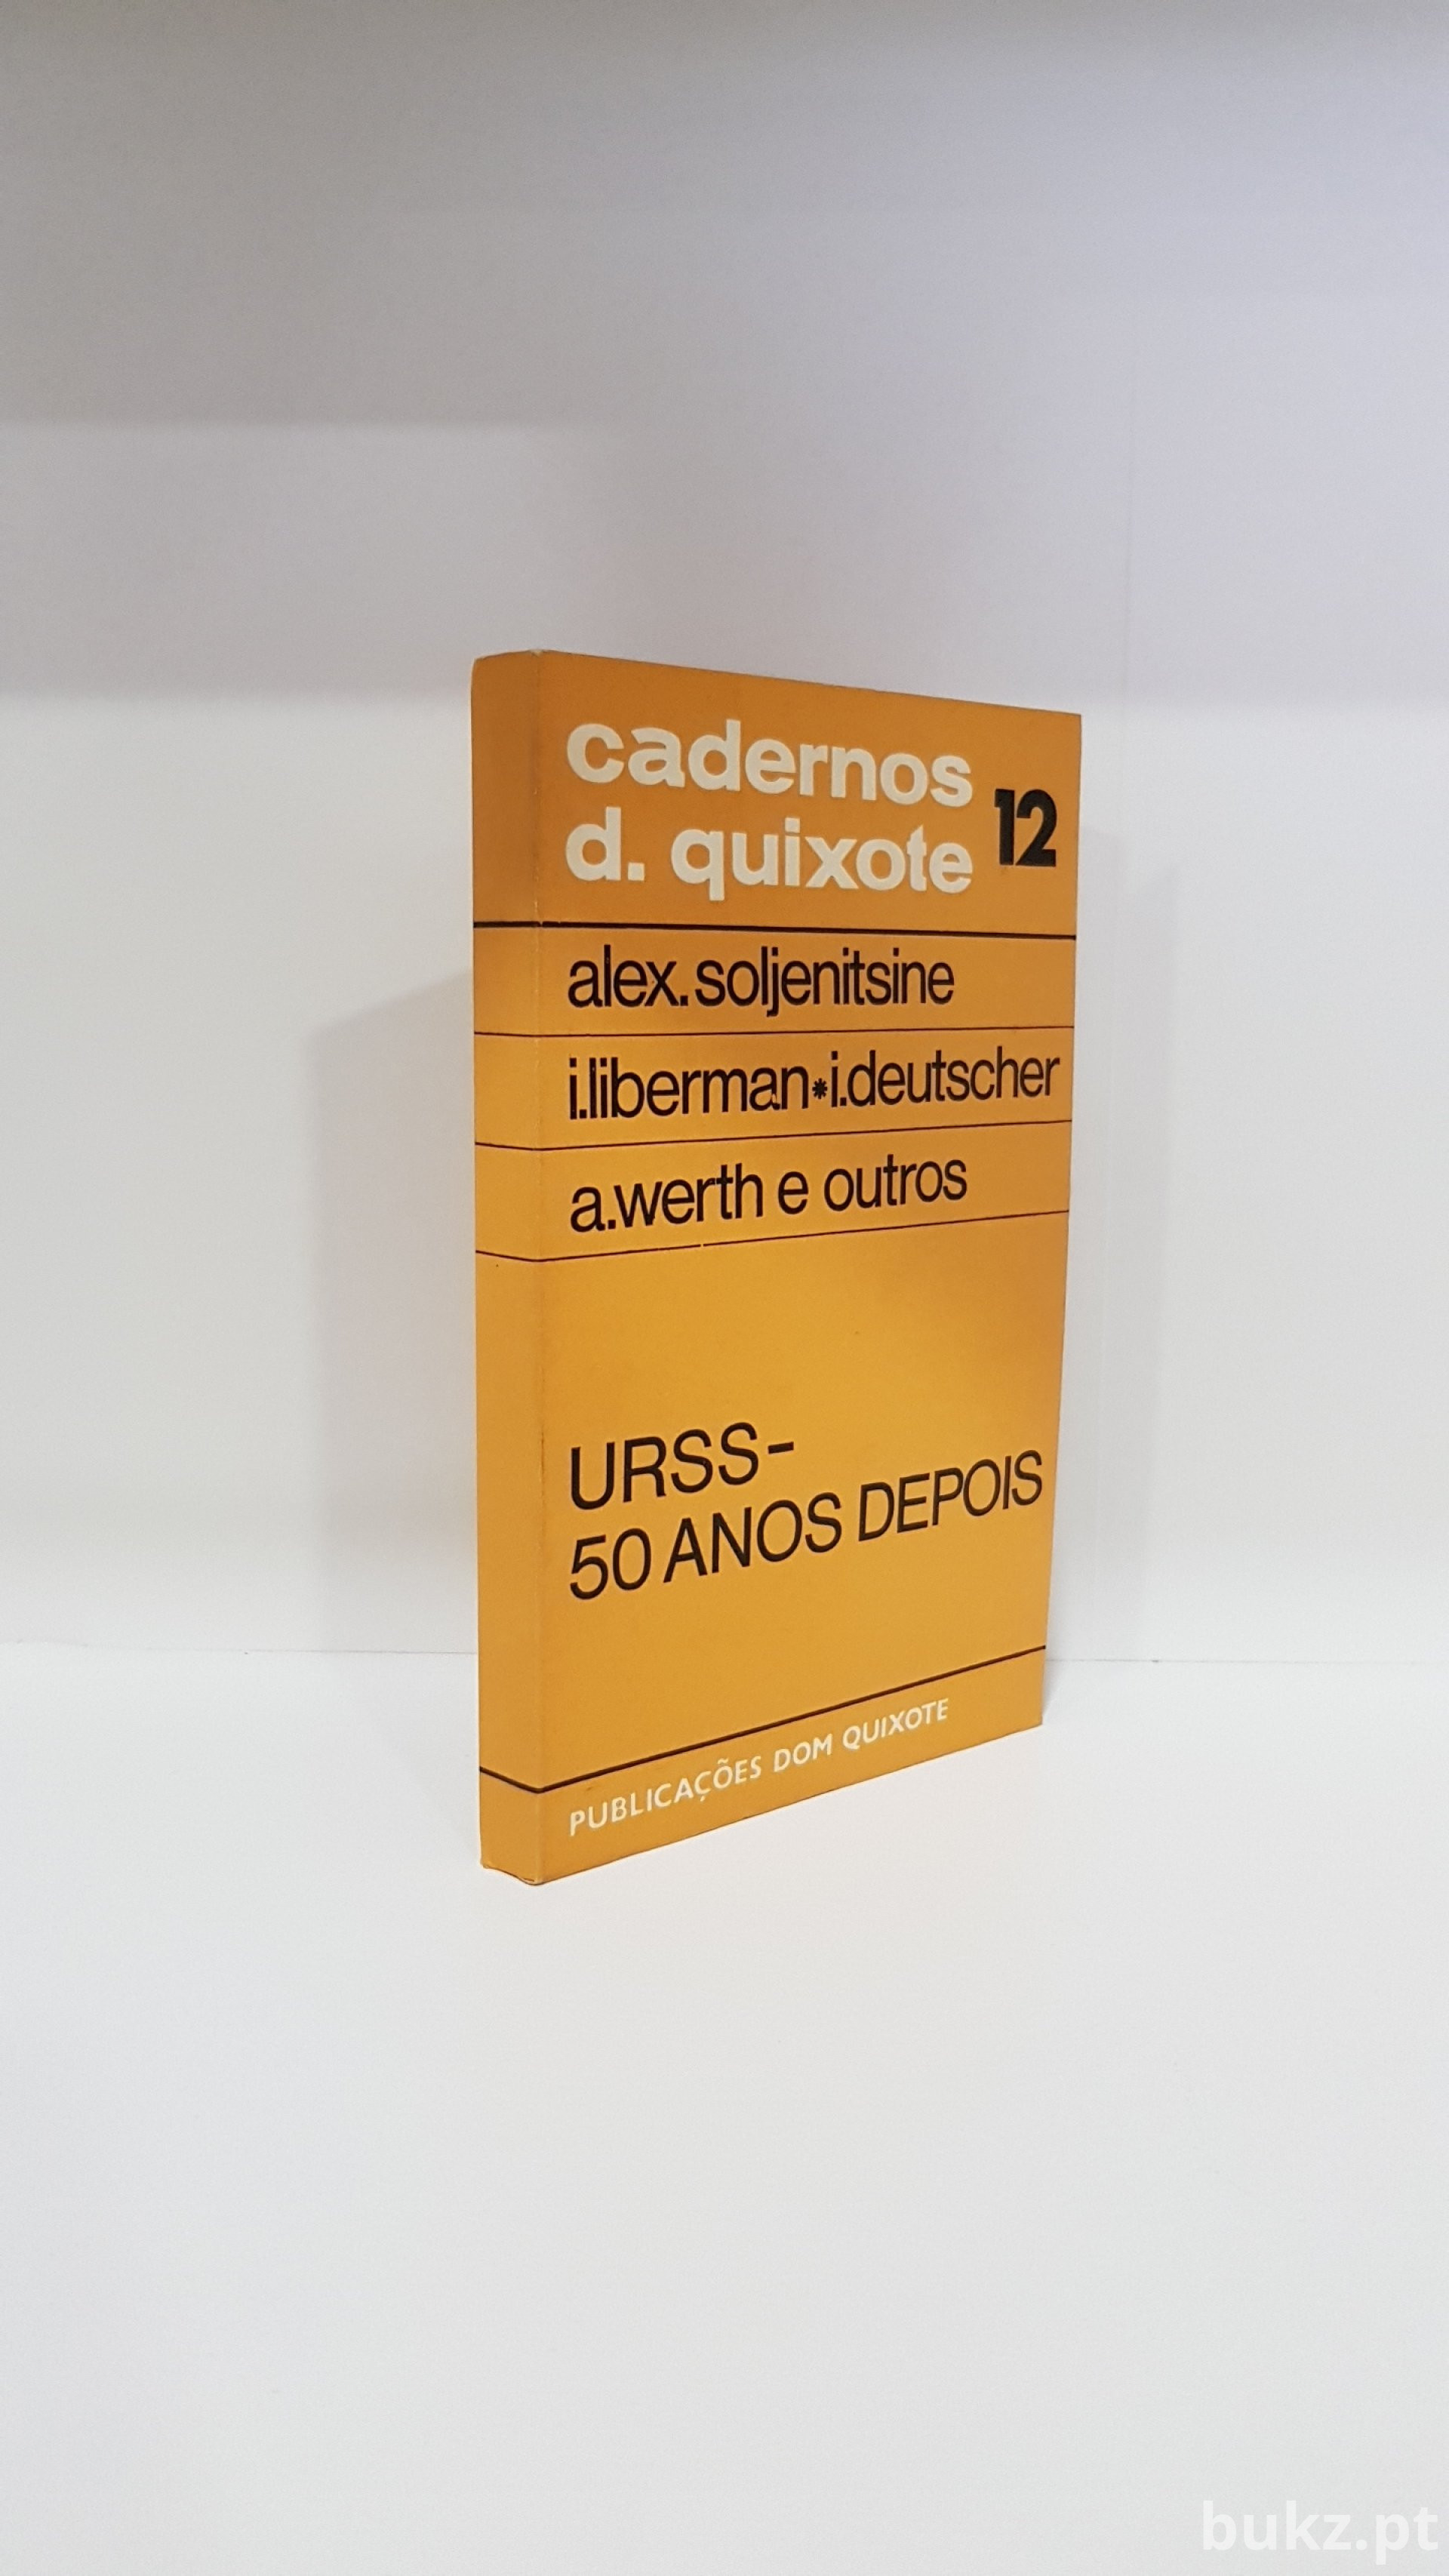 cadernos
d. quixote 12
alex. soljenitsine
i.liberman*i.deutscher
a.werth e outros
URSS-
50 ANOS DEPOIS
PUBLICAÇÕES DOM QUIXOTE
bukz.pt